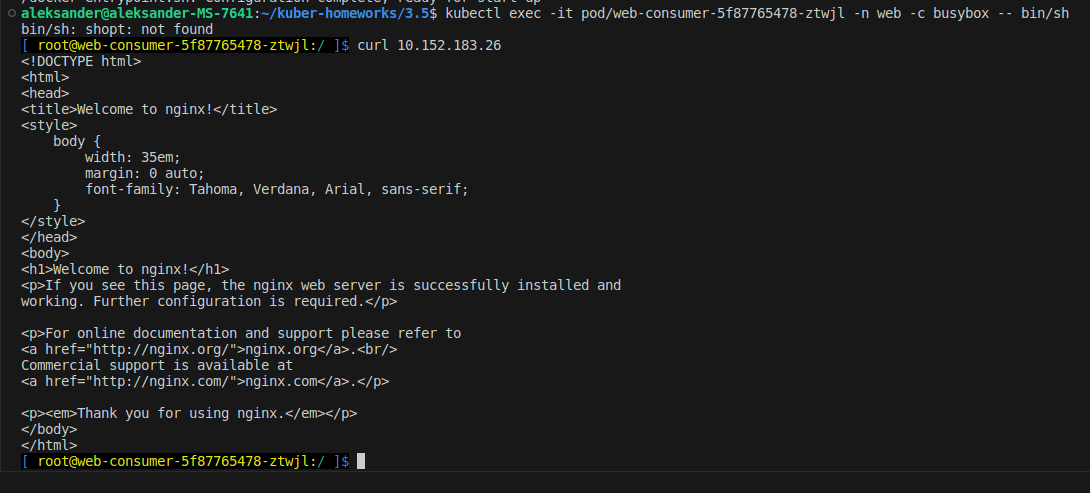 aleksander@aleksander-MS-7641:~/kuber-homeworks/3.5$ kubectl exec -it pod/web-consumer-5f87765478-ztwjl -n web -c busybox -- bin/sh
bin/sh: shopt: not found
[ root@web-consumer-5f87765478-ztwjl:/ ]$ curl 10.152.183.26
<!DOCTYPE html>
<html>
<head>
<title>Welcome to nginx!</title>
<style>
    body {
        width: 35em;
        margin: 0 auto;
        font-family: Tahoma, Verdana, Arial, sans-serif;
    }
</style>
</head>
<body>
<h1>Welcome to nginx!</h1>
<p>If you see this page, the nginx web server is successfully installed and
working. Further configuration is required.</p>

<p>For online documentation and support please refer to
<a href="http://nginx.org/">nginx.org</a>.<br/>
Commercial support is available at
<a href="http://nginx.com/">nginx.com</a>.</p>

<p><em>Thank you for using nginx.</em></p>
</body>
</html>
[ root@web-consumer-5f87765478-ztwjl:/ ]$